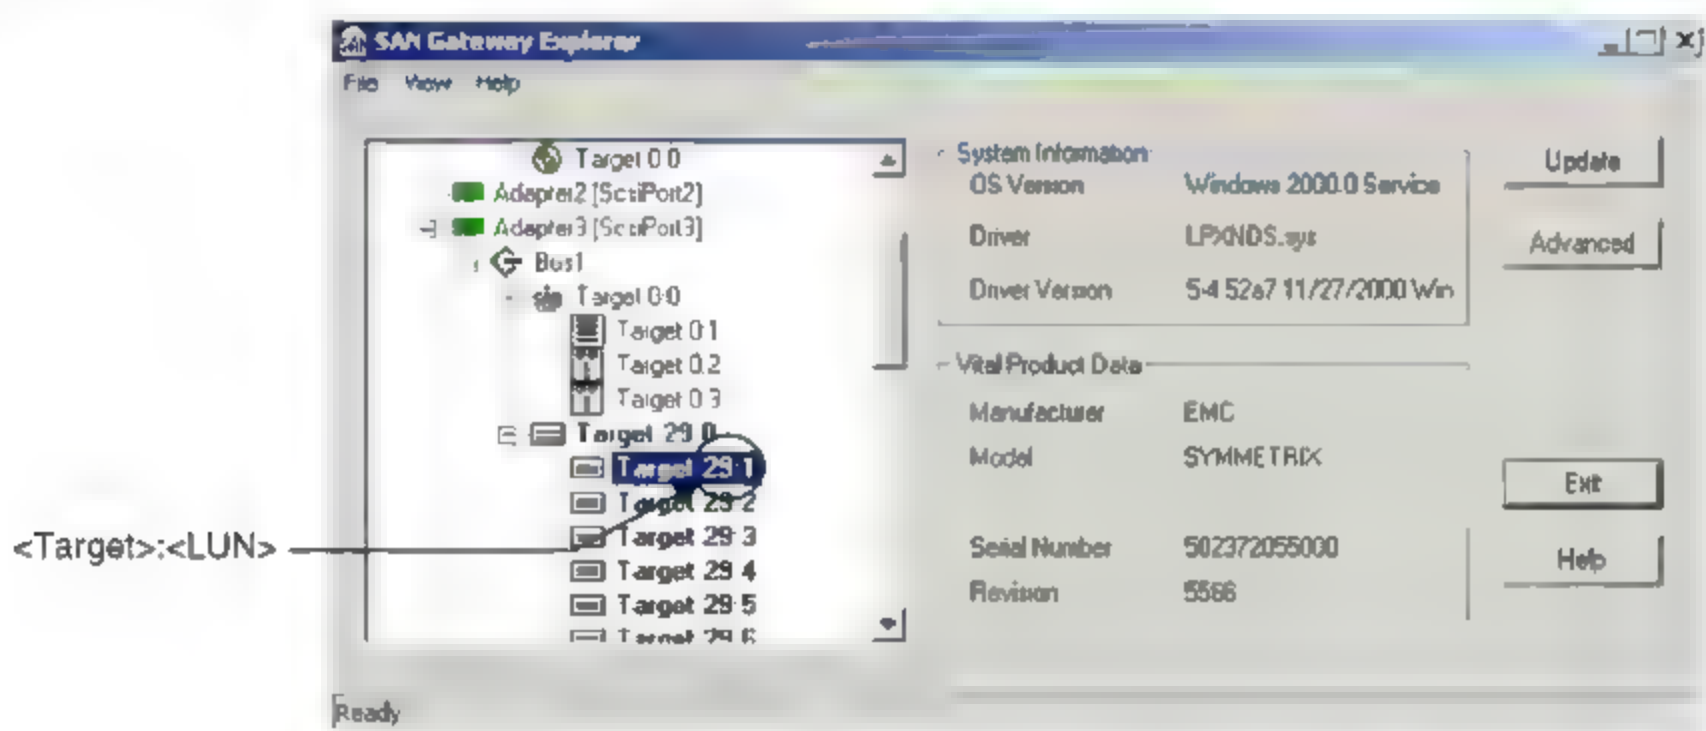 SAN Gateway Explorer
File View Help
Target 0:0
Adapter2 [ScsiPort2]
Adapter3 [ScsiPort3]
Bus1
Target 0:0
Target 0:1
Target 0:2
Target 0:3
Target 29:0
Target 29:1
Target 29:2
Target 29:3
Target 29:4
Target 29:5
Target 29:6
<Target>:<LUN>
System Information
OS Version Windows 2000.0 Service
Driver LPXNDS.sys
Driver Version 5-4.52a7 11/27/2000 Win
Vital Product Data
Manufacturer EMC
Model SYMMETRIX
Serial Number 502372055000
Revision 5566
Update
Advanced
Exit
Help
Ready